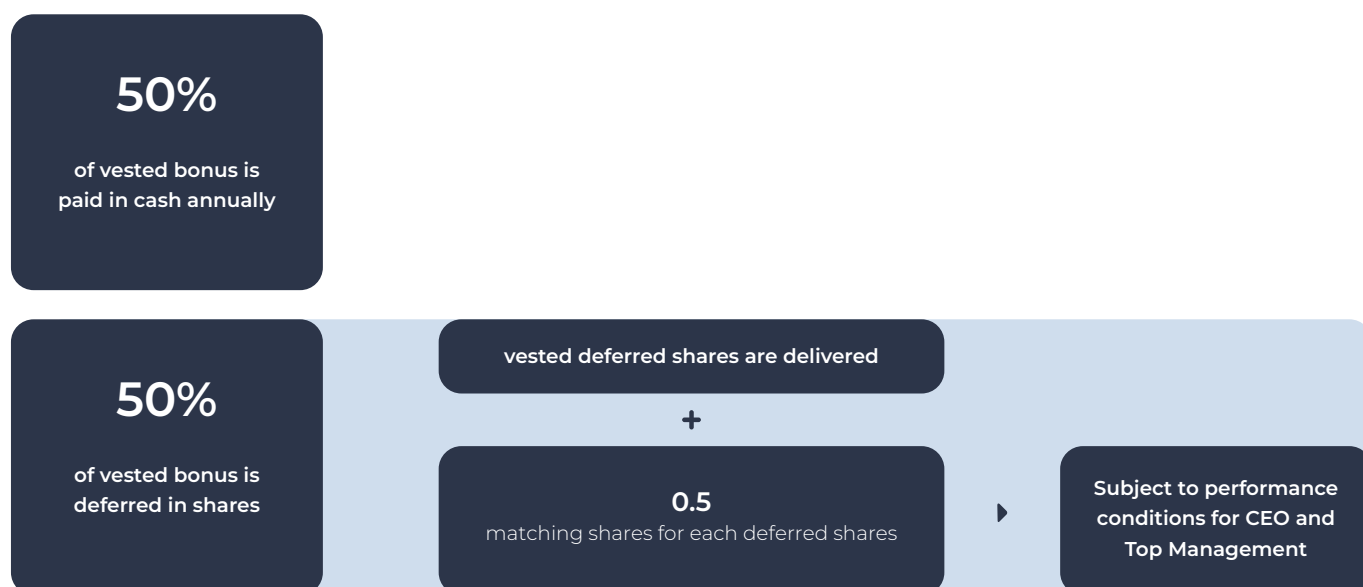 50%
of vested bonus is
paid in cash annually
50%
of vested bonus is
deferred in shares
vested deferred shares are delivered
+
0.5
matching shares for each deferred shares
Subject to performance
conditions for CEO and
Top Management